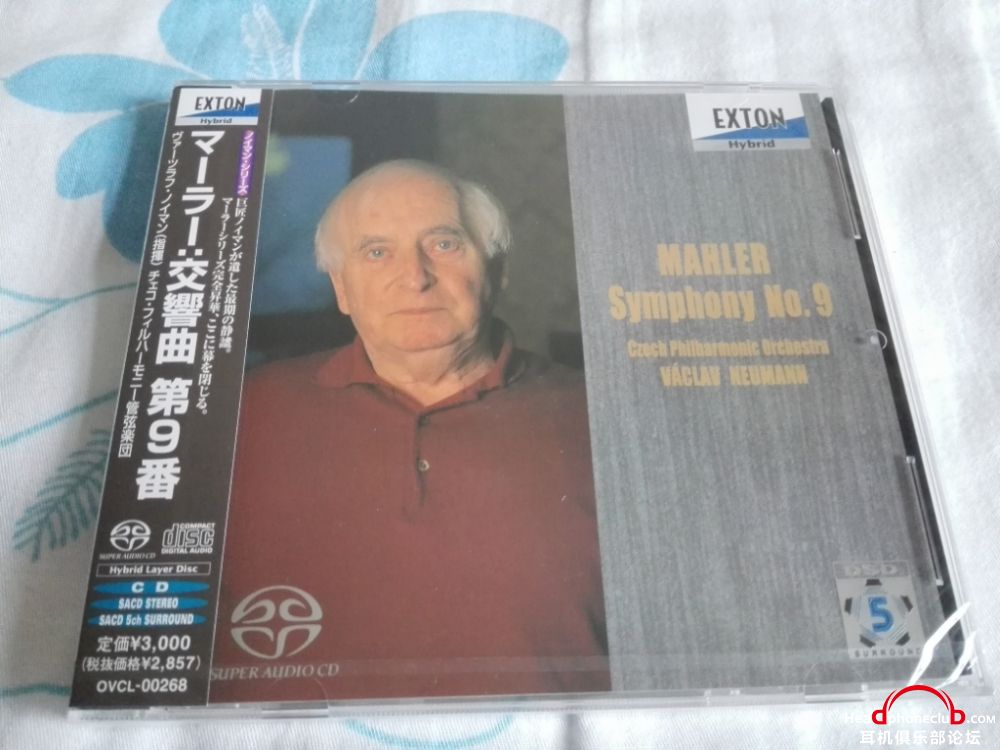 EXTON
Hybrid
マーラー:交響曲 第9番
ヴァーツラフ・ノイマン(指揮) チェコ・フィルハーモニー管弦楽団
ノイマン・シリーズ
巨匠ノイマンが遺した最期の静謐。
マーラーシリーズ完全昇華、ここに幕を閉じる。
SUPER AUDIO CD
COMPACT
disc
DIGITAL AUDIO
Hybrid Layer Disc
CD
SACD STEREO
SACD 5ch SURROUND
定価¥3,000
(税抜価格¥2,857)
OVCL-00268
EXTON
Hybrid
MAHLER
Symphony No. 9
Czech Philharmonic Orchestra
VÁCLAV NEUMANN
SUPER AUDIO CD
DSD
5
SURROUND
Headphoneclub.com
耳机俱乐部论坛